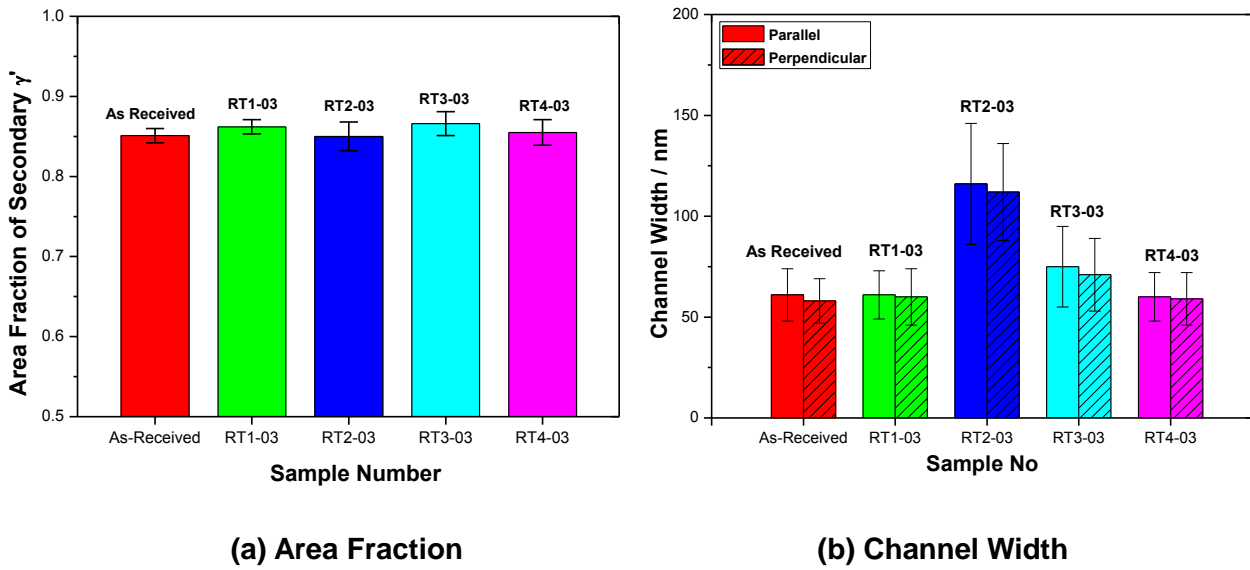 1.0
0.9
0.8
0.7
0.6
0.5
Area Fraction of Secondary γ'
As Received
RT1-03
RT2-03
RT3-03
RT4-03
As-Received
RT1-03
RT2-03
RT3-03
RT4-03
Sample Number
(a) Area Fraction
200
150
100
50
0
Channel Width / nm
Parallel
Perpendicular
As Received
RT1-03
RT2-03
RT3-03
RT4-03
As-Received
RT1-03
RT2-03
RT3-03
RT4-03
Sample No
(b) Channel Width